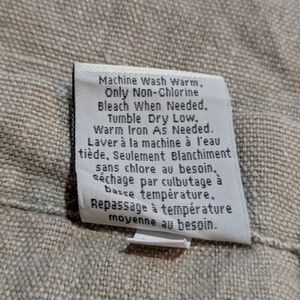 Machine Wash Warm,
Only Non-Chlorine
Bleach When Needed,
Tumble Dry Low,
Warm Iron As Needed.
Laver à la machine à l'eau
tiède, Seulement Blanchiment
sans chlore au besoin,
séchage par culbutage à
basse température,
Repassage à température
moyenne au besoin.